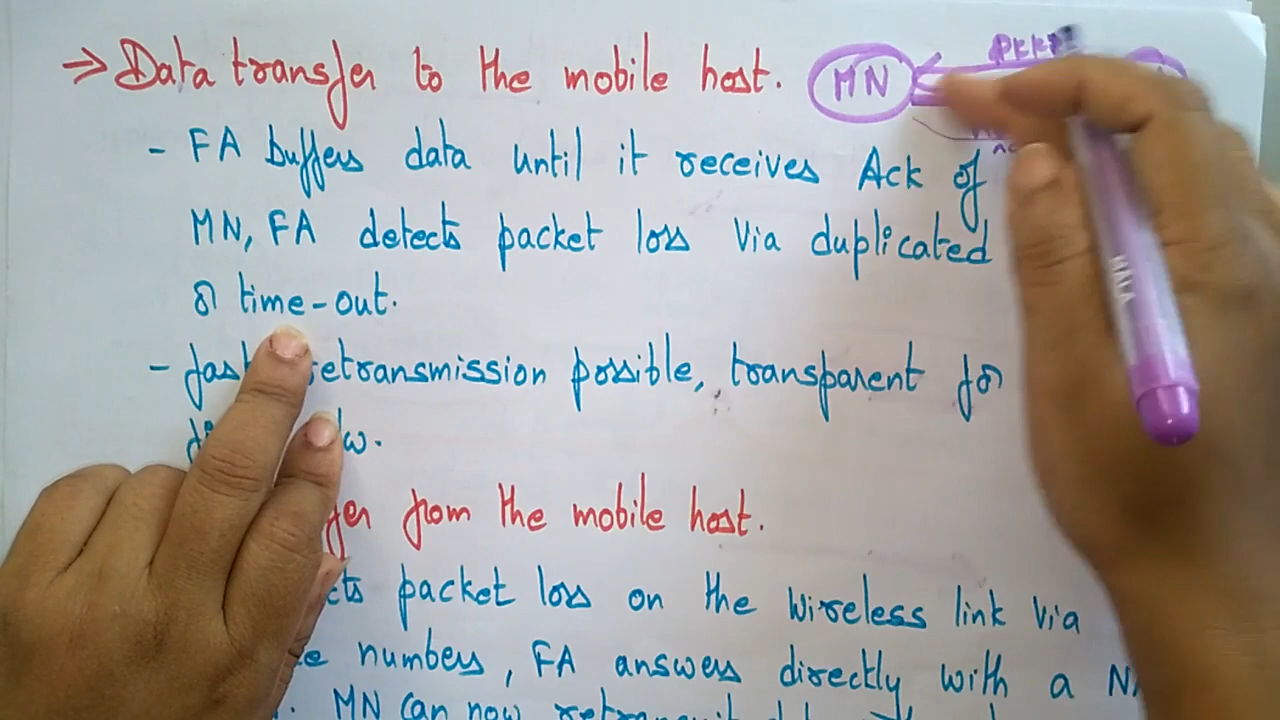 → Data transfer to the mobile host. MN
- FA buffers data until it receives Ack of
MN, FA detects packet loss via duplicated
or time-out.
- fast retransmission possible, transparent for
from the mobile host.
packet loss on the wireless link via
numbers, FA answers directly with a
MN can now
HALA